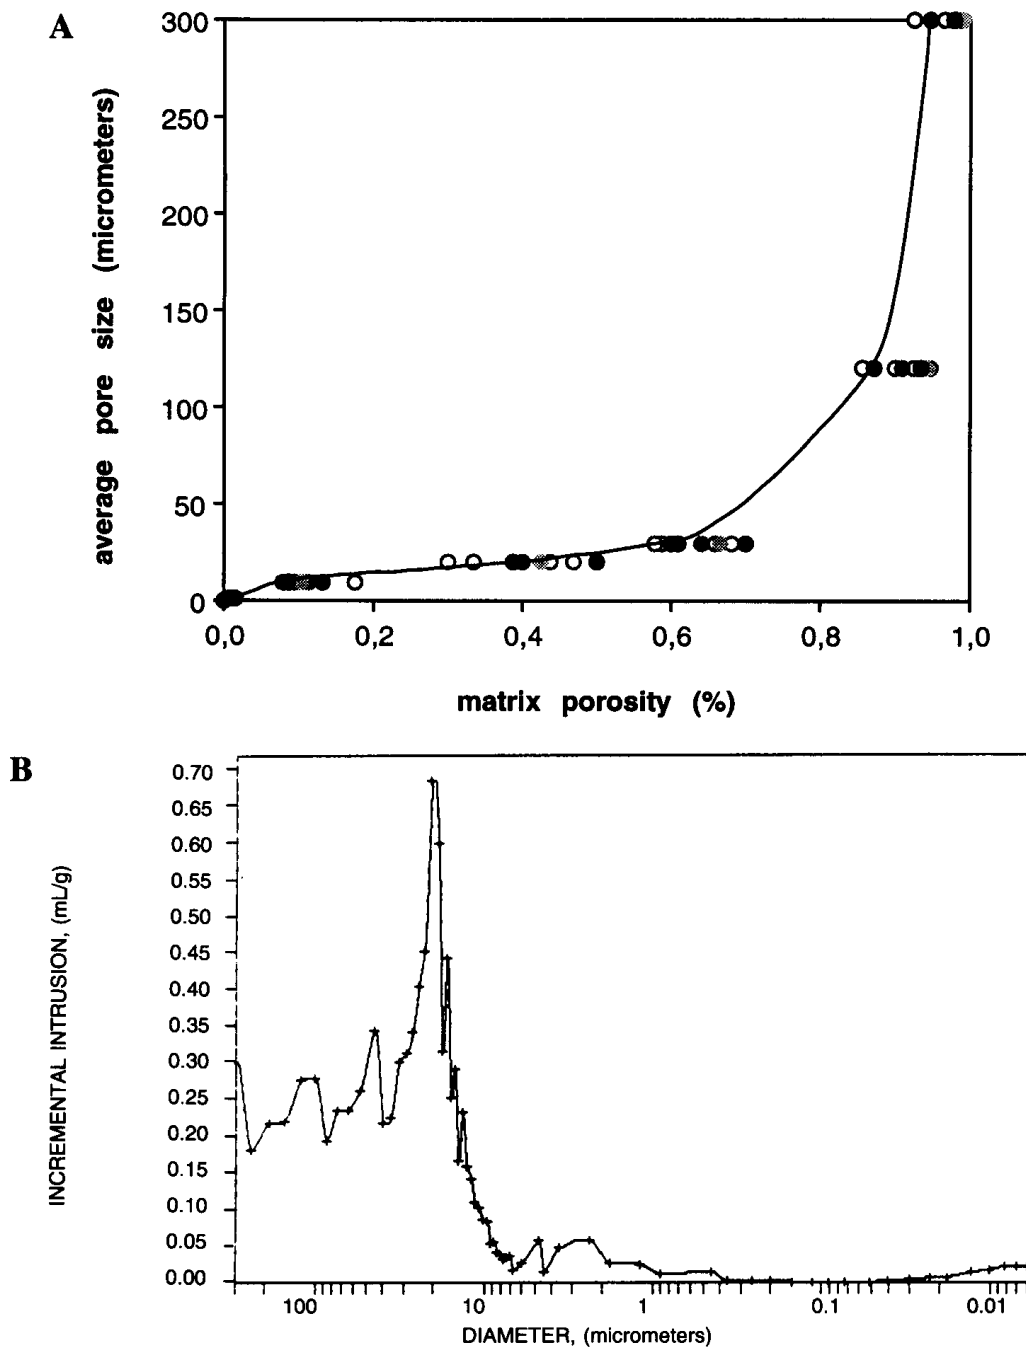 A
300
250
200
150
100
50
0
average pore size (micrometers)
0,0 0,2 0,4 0,6 0,8 1,0
matrix porosity (%)
B
0.70
0.65
0.60
0.55
0.50
0.45
0.40
0.35
0.30
0.25
0.20
0.15
0.10
0.05
0.00
INCREMENTAL INTRUSION, (mL/g)
100 10 1 0.1 0.01
DIAMETER, (micrometers)